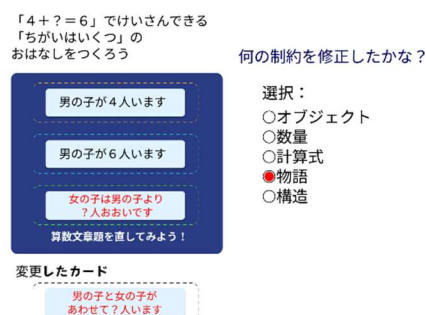 「４＋？＝６」でけいさんできる
「ちがいはいくつ」の
おはなしをつくろう
男の子が４人います
男の子が６人います
女の子は男の子より
？人おおいです
算数文章題を直してみよう！
変更したカード
男の子と女の子が
あわせて？人います
何の制約を修正したかな？
選択：
○オブジェクト
○数量
○計算式
◉物語
○構造